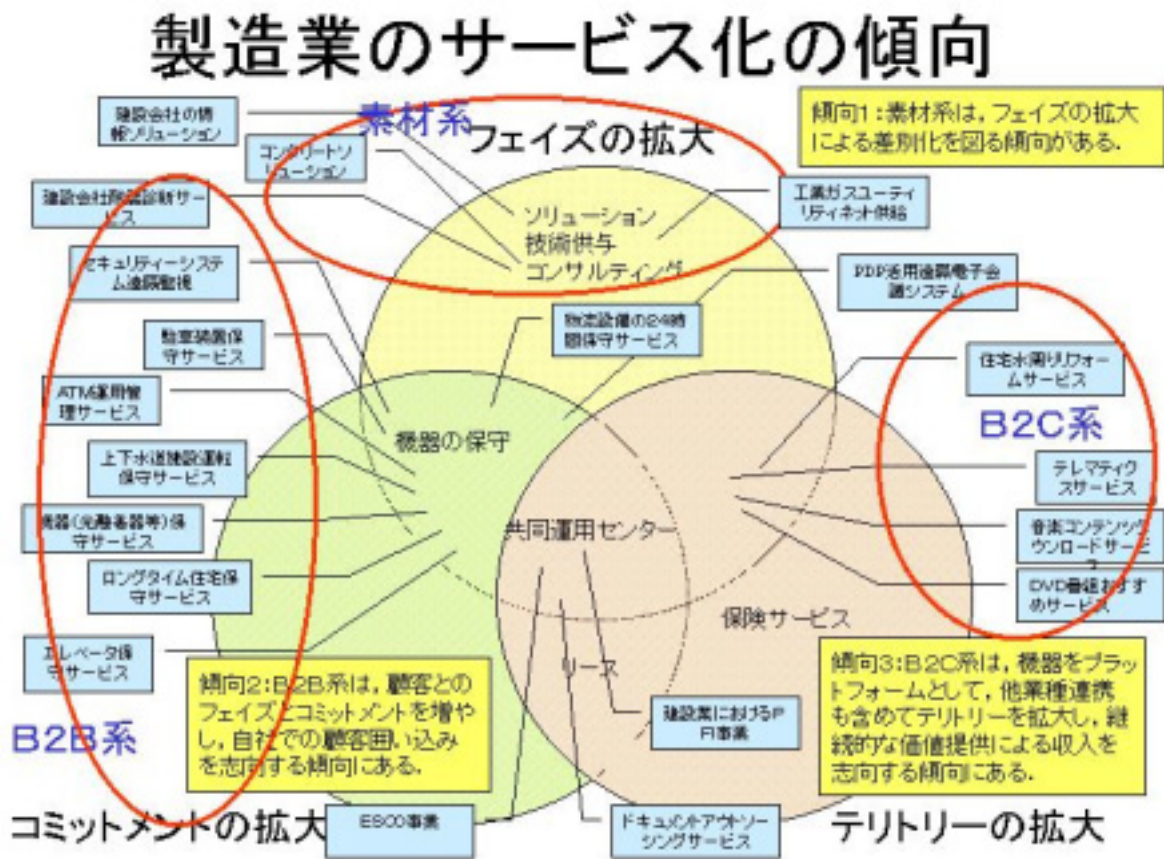 製造業のサービス化の傾向
建設会社の情
報ソリューション
素材系
フェイズの拡大
傾向1:素材系は,フェイズの拡大
による差別化を図る傾向がある.
コンクリートソ
リューション
建設会社耐震診断サー
ビス
ソリューション
技術供与
コンサルティング
工業ガスユーティ
リティネット供給
セキュリティーシステ
ム遠隔監視
PDP活用遠隔電子会
議システム
物流設備の24時
間保守サービス
駐車装置保
守サービス
住宅水周りリフォ
ームサービス
ATM運用管
理サービス
B2C系
機器の保守
上下水道施設運転
保守サービス
テレマティク
スサービス
機器(光融着器等)保
守サービス
共同運用センター
音楽コンテンツダ
ウンロードサービ
ロングタイム住宅保
守サービス
DVD番組おすす
めサービス
保険サービス
エレベータ保
守サービス
リース
傾向2:B2B系は,顧客との
フェイズとコミットメントを増や
し,自社での顧客囲い込み
を志向する傾向にある.
傾向3:B2C系は,機器をプラッ
トフォームとして,他業種連携
も含めてテリトリーを拡大し,継
続的な価値提供による収入を
志向する傾向にある.
建設業におけるP
FI事業
B2B系
コミットメントの拡大
ESCO事業
ドキュメントアウトソー
シングサービス
テリトリーの拡大